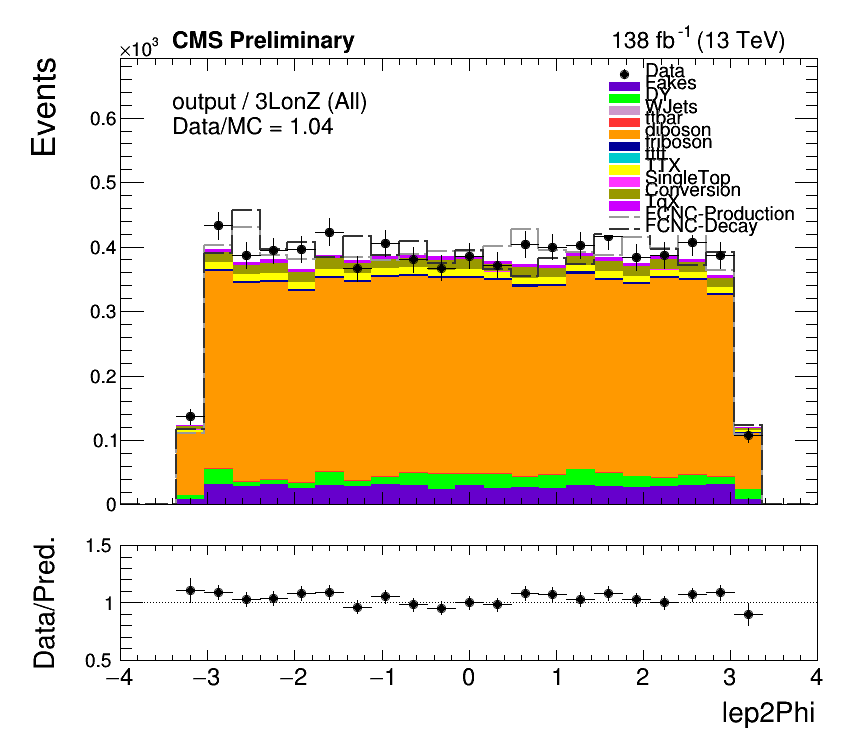 ×10³
CMS Preliminary
138 fb⁻¹ (13 TeV)
Events
output / 3LonZ (All)
Data/MC = 1.04
Data
Fakes
DY
WJets
ttbar
diboson
triboson
tttt
TTX
SingleTop
Conversion
TqX
FCNC-Production
FCNC-Decay
0.6
0.5
0.4
0.3
0.2
0.1
0
Data/Pred.
1.5
1
0.5
−4 −3 −2 −1 0 1 2 3 4
lep2Phi